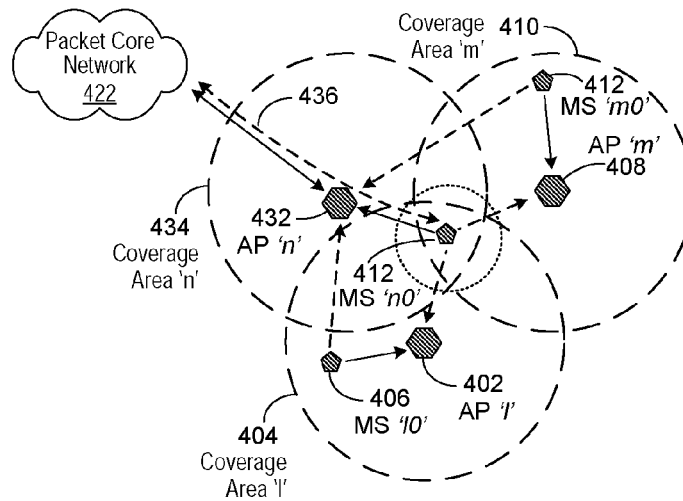 Packet Core
Network
422
436
Coverage
Area 'm'
410
412
MS 'm0'
AP 'm'
408
434
Coverage
Area 'n'
432
AP 'n'
412
MS 'n0'
406
MS 'l0'
402
AP 'l'
404
Coverage
Area 'l'